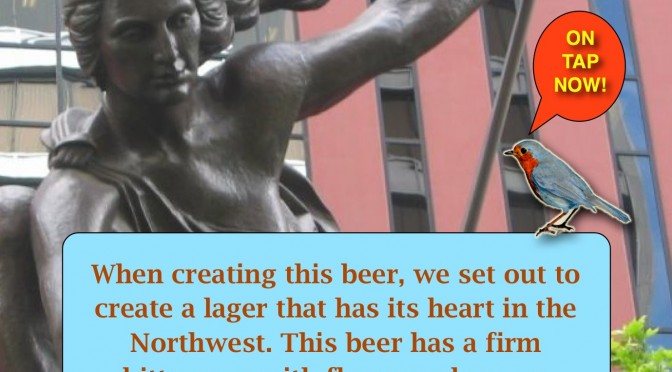 ON
TAP
NOW!
When creating this beer, we set out to
create a lager that has its heart in the
Northwest. This beer has a firm